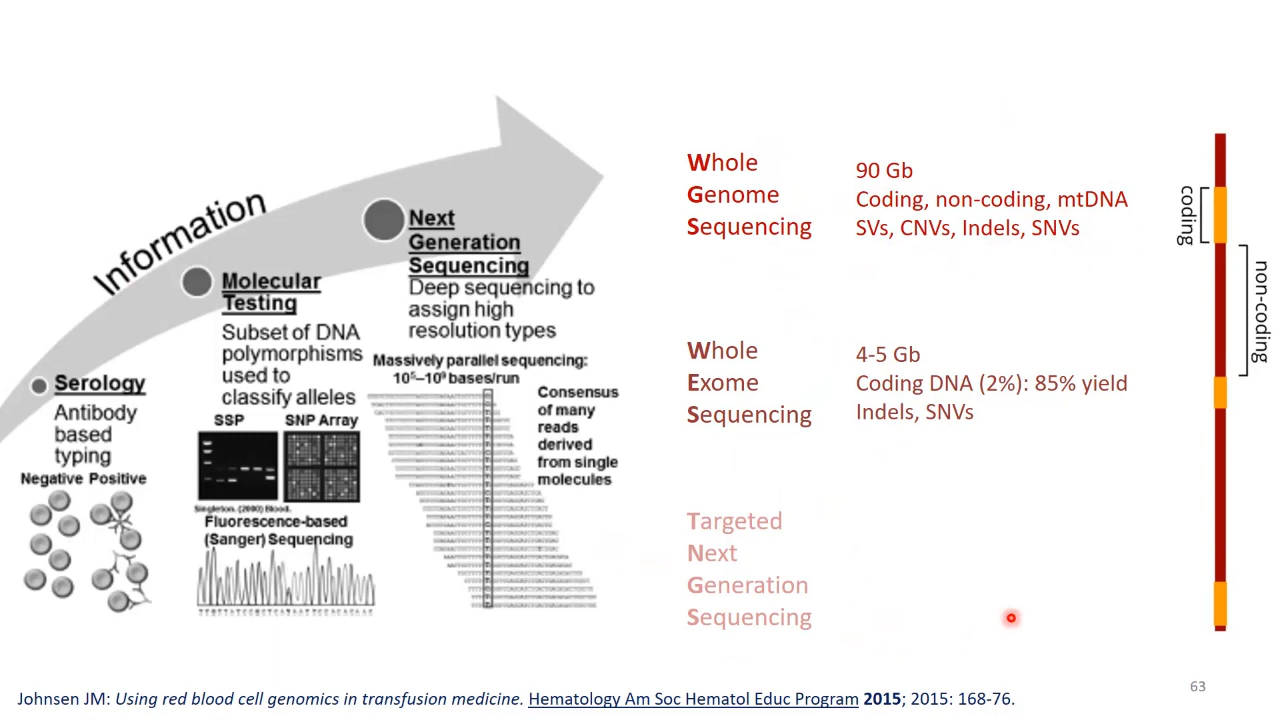 Information
Serology
Antibody
based
typing
Negative Positive
Molecular
Testing
Subset of DNA
polymorphisms
used to
classify alleles
SSP SNP Array
Singleton. (2000) Blood.
Fluorescence-based
(Sanger) Sequencing
Next
Generation
Sequencing
Deep sequencing to
assign high
resolution types
Massively parallel sequencing:
10⁵–10⁹ bases/run
Consensus
of many
reads
derived
from single
molecules
Whole
Genome
Sequencing
90 Gb
Coding, non-coding, mtDNA
SVs, CNVs, Indels, SNVs
Whole
Exome
Sequencing
4-5 Gb
Coding DNA (2%): 85% yield
Indels, SNVs
Targeted
Next
Generation
Sequencing
coding
non-coding
63
Johnsen JM: Using red blood cell genomics in transfusion medicine. Hematology Am Soc Hematol Educ Program 2015; 2015: 168-76.